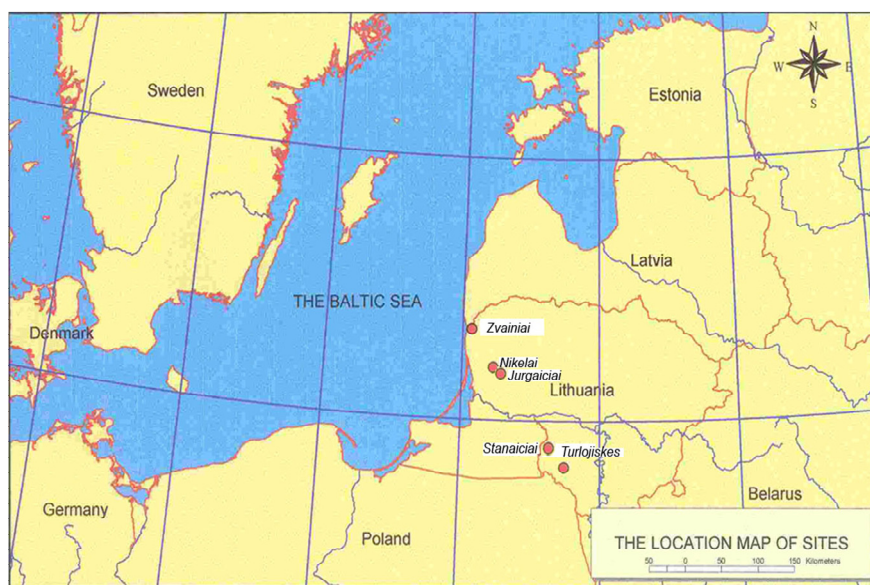 N
W E
S
Sweden
Estonia
Latvia
THE BALTIC SEA
Denmark
Zvainiai
Nikelai
Jurgaiciai
Lithuania
Stanaiciai
Turlojiskes
Germany
Poland
Belarus
THE LOCATION MAP OF SITES
50 0 50 100 150 Kilometers